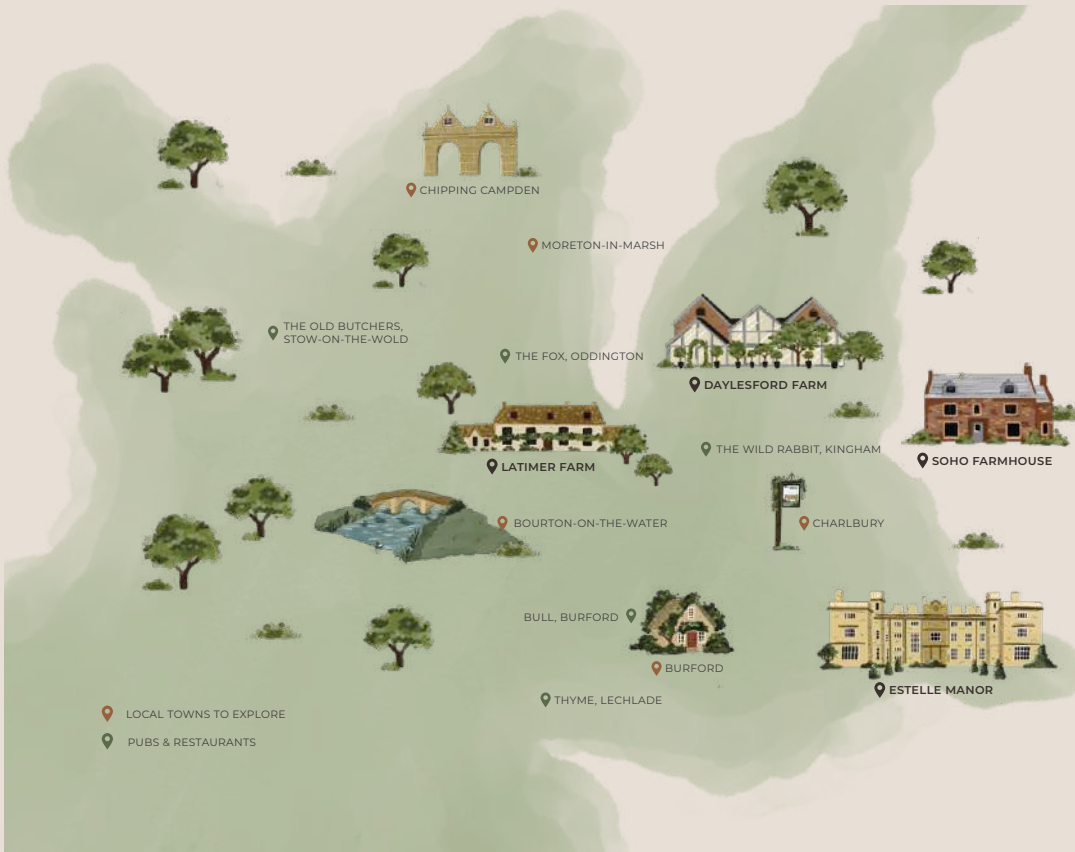 CHIPPING CAMPDEN
MORETON-IN-MARSH
THE OLD BUTCHERS,
STOW-ON-THE-WOLD
THE FOX, ODDINGTON
DAYLESFORD FARM
THE WILD RABBIT, KINGHAM
SOHO FARMHOUSE
LATIMER FARM
BOURTON-ON-THE-WATER
CHARLBURY
BULL, BURFORD
BURFORD
ESTELLE MANOR
THYME, LECHLADE
LOCAL TOWNS TO EXPLORE
PUBS & RESTAURANTS